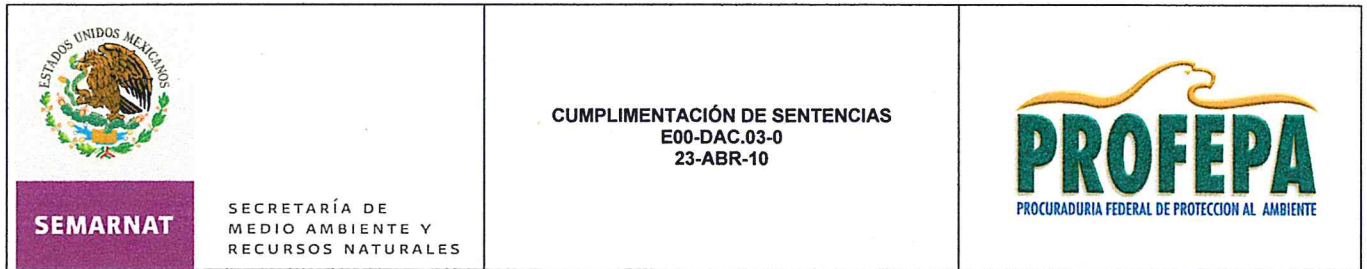 ESTADOS UNIDOS MEXICANOS
SEMARNAT
SECRETARÍA DE
MEDIO AMBIENTE Y
RECURSOS NATURALES
CUMPLIMENTACIÓN DE SENTENCIAS
E00-DAC.03-0
23-ABR-10
PROFEPA
PROCURADURIA FEDERAL DE PROTECCION AL AMBIENTE